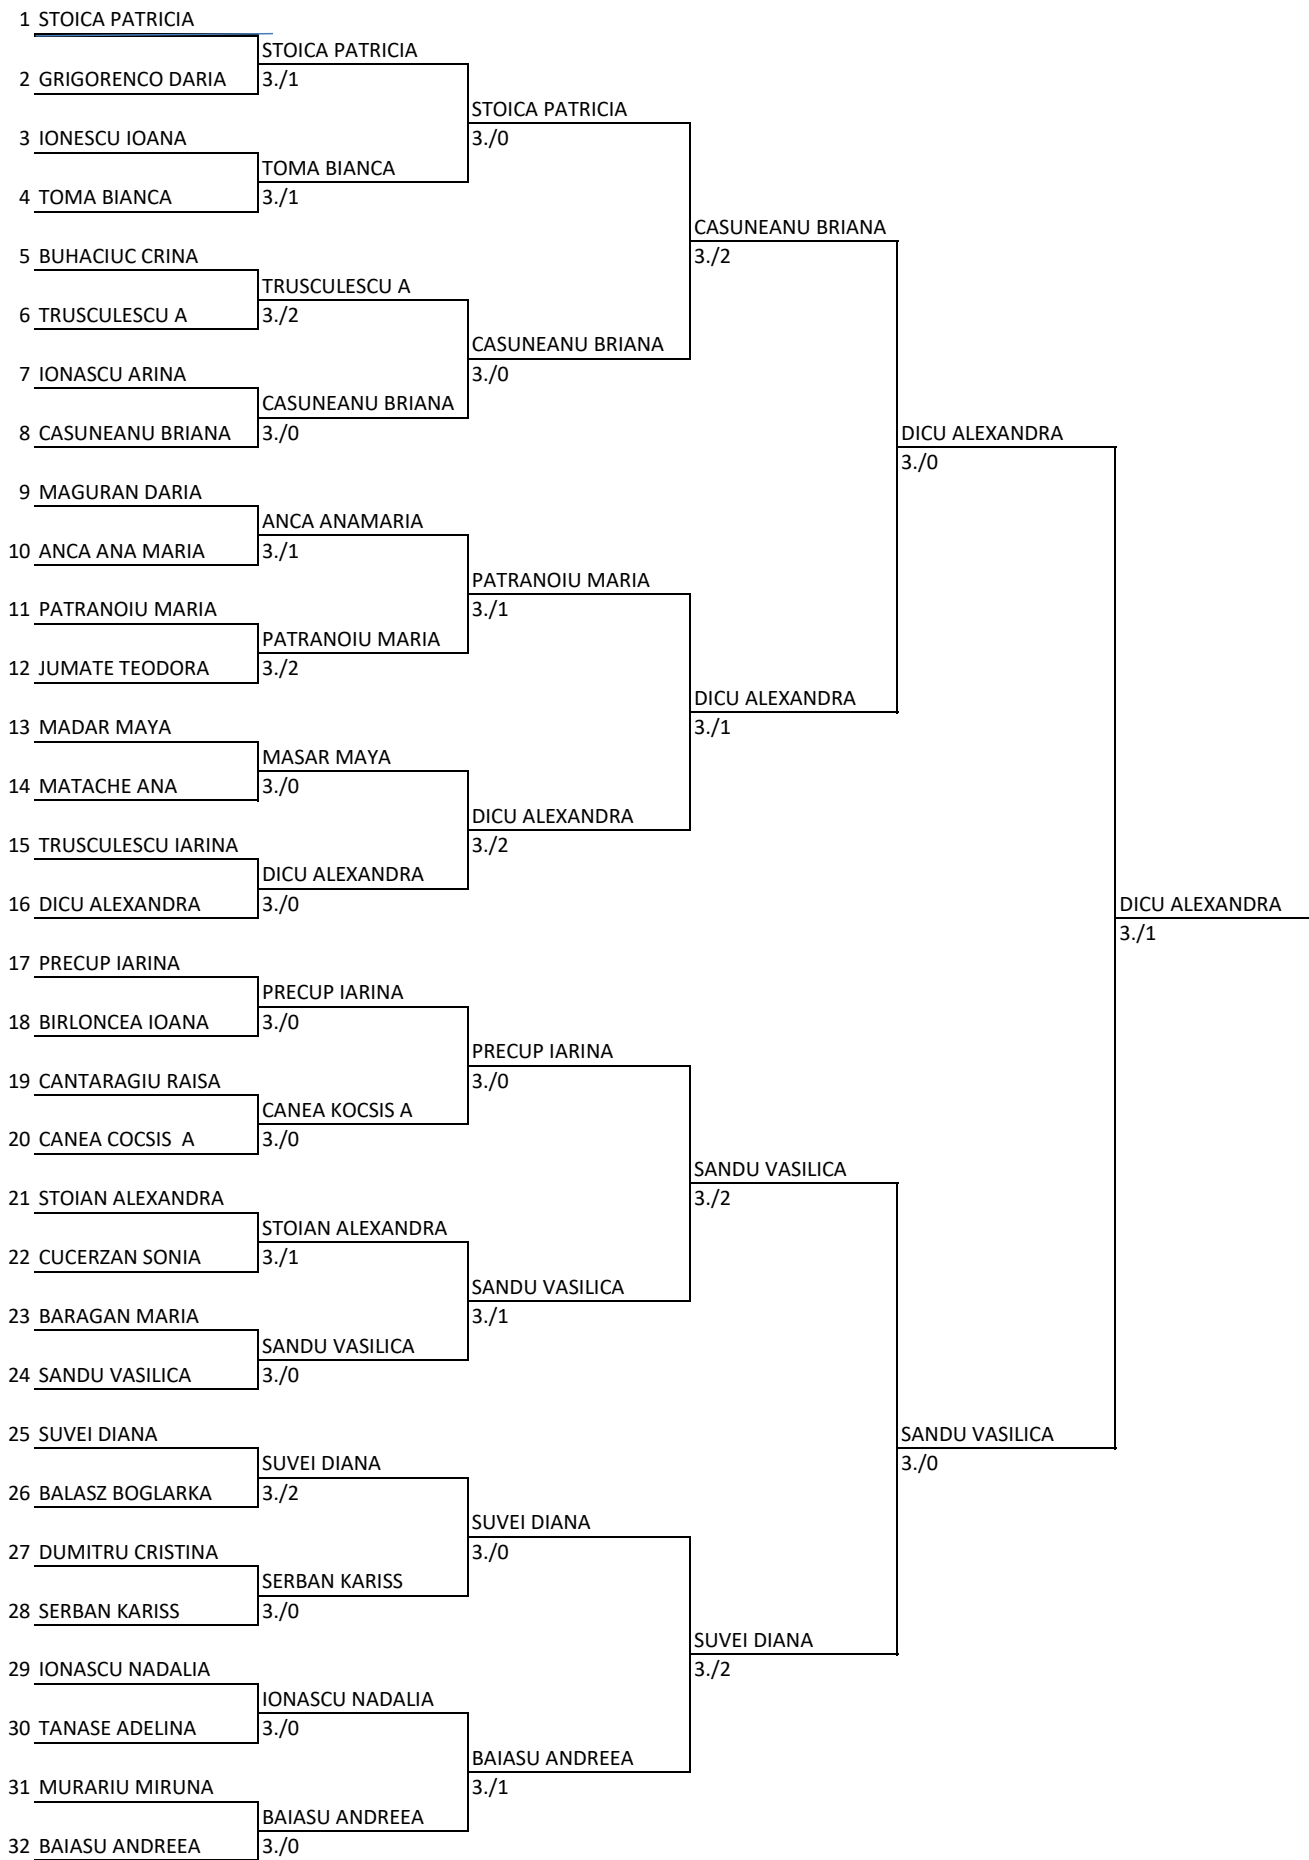 1 STOICA PATRICIA
STOICA PATRICIA
2 GRIGORENCO DARIA 3./1
STOICA PATRICIA
3 IONESCU IOANA 3./0
TOMA BIANCA
4 TOMA BIANCA 3./1
CASUNEANU BRIANA
5 BUHACIUC CRINA 3./2
TRUSCULESCU A
6 TRUSCULESCU A 3./2
CASUNEANU BRIANA
7 IONASCU ARINA 3./0
CASUNEANU BRIANA
8 CASUNEANU BRIANA 3./0 DICU ALEXANDRA
3./0
9 MAGURAN DARIA
ANCA ANAMARIA
10 ANCA ANA MARIA 3./1
PATRANOIU MARIA
11 PATRANOIU MARIA 3./1
PATRANOIU MARIA
12 JUMATE TEODORA 3./2
DICU ALEXANDRA
13 MADAR MAYA 3./1
MASAR MAYA
14 MATACHE ANA 3./0
DICU ALEXANDRA
15 TRUSCULESCU IARINA 3./2
DICU ALEXANDRA
16 DICU ALEXANDRA 3./0 DICU ALEXANDRA
3./1
17 PRECUP IARINA
PRECUP IARINA
18 BIRLONCEA IOANA 3./0
PRECUP IARINA
19 CANTARAGIU RAISA 3./0
CANEA KOCSIS A
20 CANEA COCSIS  A 3./0
SANDU VASILICA
21 STOIAN ALEXANDRA 3./2
STOIAN ALEXANDRA
22 CUCERZAN SONIA 3./1
SANDU VASILICA
23 BARAGAN MARIA 3./1
SANDU VASILICA
24 SANDU VASILICA 3./0
25 SUVEI DIANA SANDU VASILICA
SUVEI DIANA 3./0
26 BALASZ BOGLARKA 3./2
SUVEI DIANA
27 DUMITRU CRISTINA 3./0
SERBAN KARISS
28 SERBAN KARISS 3./0
SUVEI DIANA
29 IONASCU NADALIA 3./2
IONASCU NADALIA
30 TANASE ADELINA 3./0
BAIASU ANDREEA
31 MURARIU MIRUNA 3./1
BAIASU ANDREEA
32 BAIASU ANDREEA 3./0